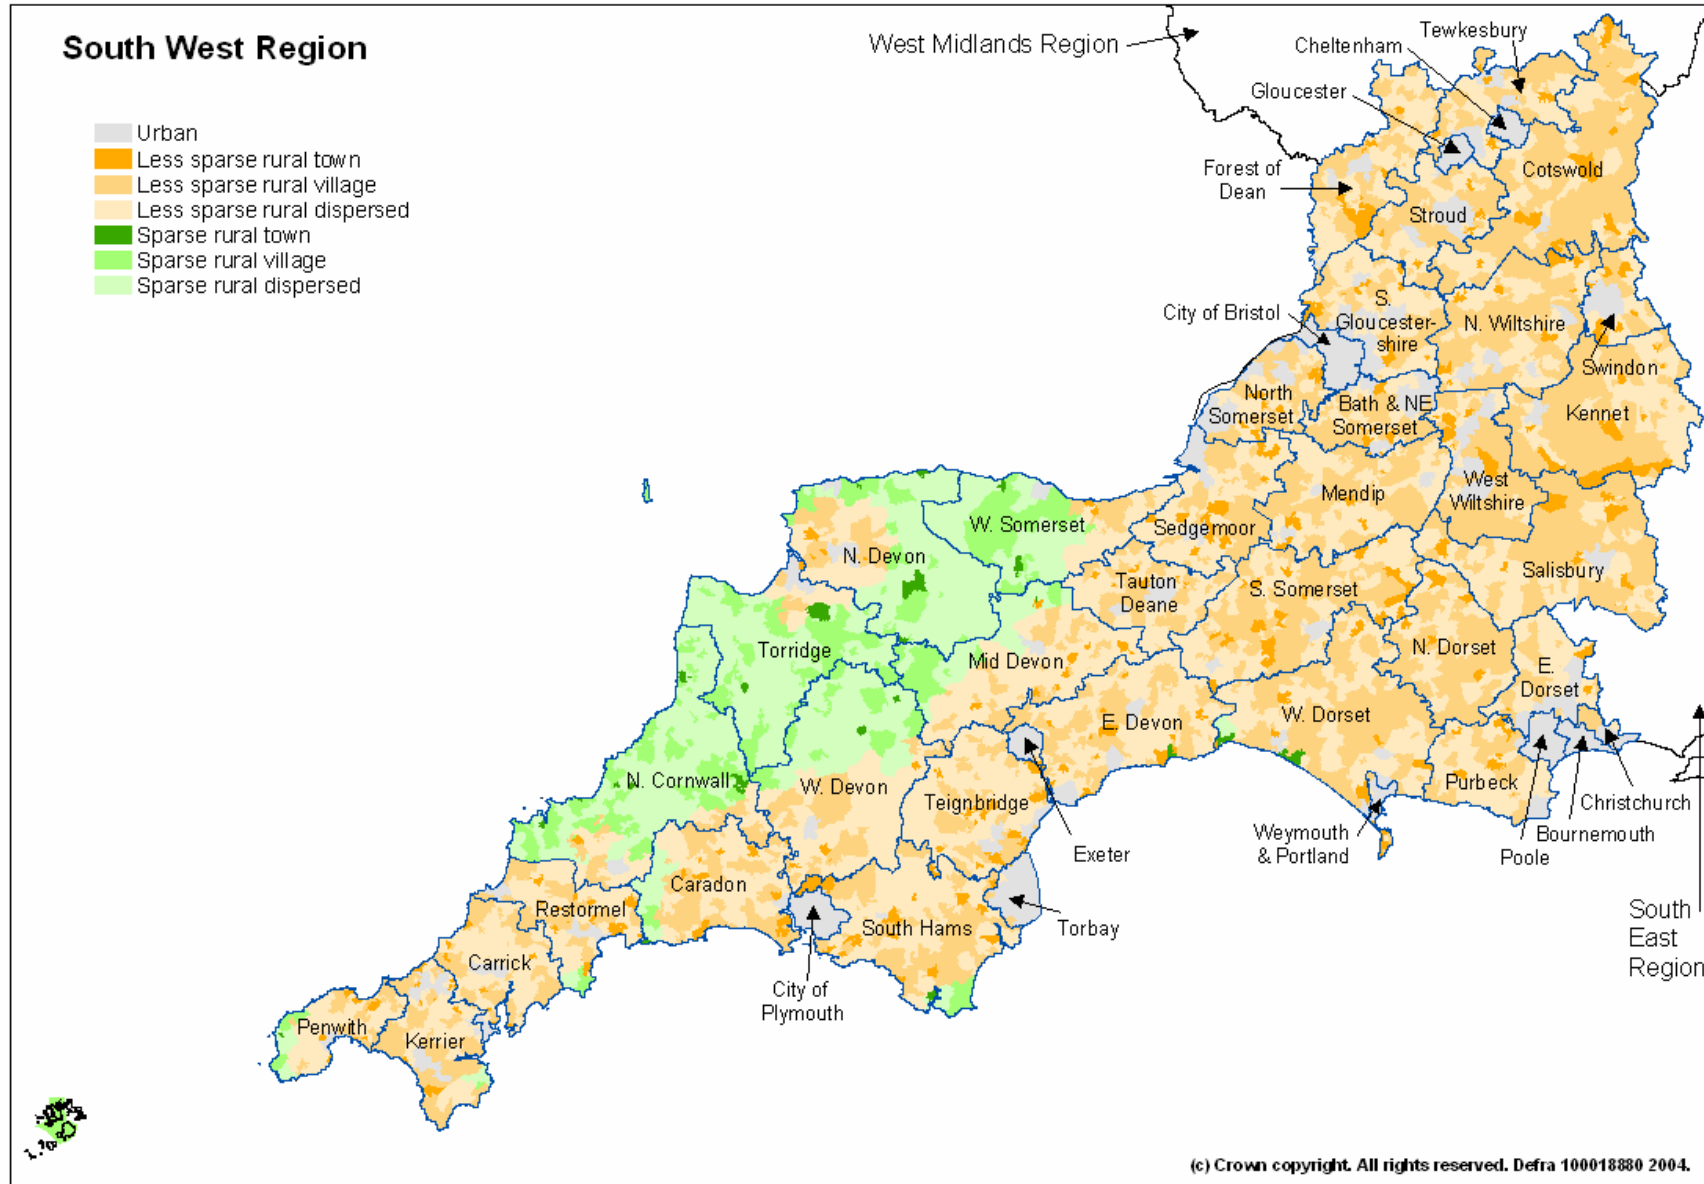 South West Region
West Midlands Region
Tewkesbury
Cheltenham
Gloucester
Urban
Less sparse rural town
Less sparse rural village
Less sparse rural dispersed
Sparse rural town
Sparse rural village
Sparse rural dispersed
Forest of
Dean
Cotswold
Stroud
City of Bristol
S.
Gloucester-
shire
N. Wiltshire
Swindon
North
Somerset
Bath & NE
Somerset
Kennet
Mendip
West
Wiltshire
W. Somerset
Sedgemoor
N. Devon
Tauton
Deane
S. Somerset
Salisbury
Torridge
Mid Devon
N. Dorset
E.
Dorset
E. Devon
W. Dorset
N. Cornwall
W. Devon
Teignbridge
Purbeck
Christchurch
Exeter
Weymouth
& Portland
Bournemouth
Poole
Caradon
Restormel
South Hams
Torbay
South
East
Region
Carrick
City of
Plymouth
Penwith
Kerrier
(c) Crown copyright. All rights reserved. Defra 100018880 2004.